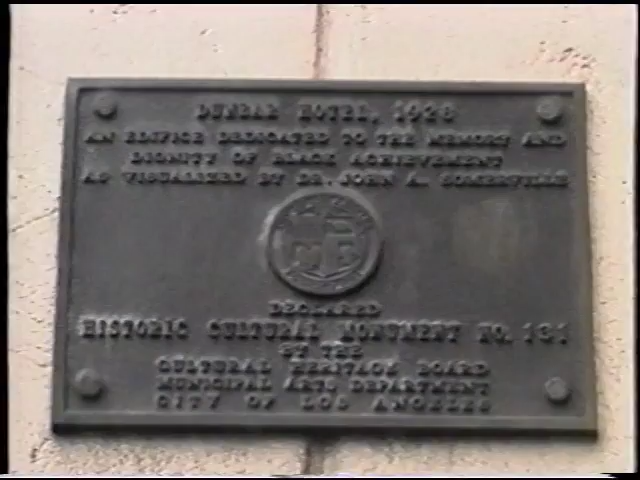 DUNBAR HOTEL, 1928
AN EDIFICE DEDICATED TO THE MEMORY AND
DIGNITY OF BLACK ACHIEVEMENT
AS VISUALIZED BY DR. JOHN A. SOMERVILLE
DECLARED
HISTORIC CULTURAL MONUMENT NO. 131
BY THE
CULTURAL HERITAGE BOARD
MUNICIPAL ARTS DEPARTMENT
CITY OF LOS ANGELES